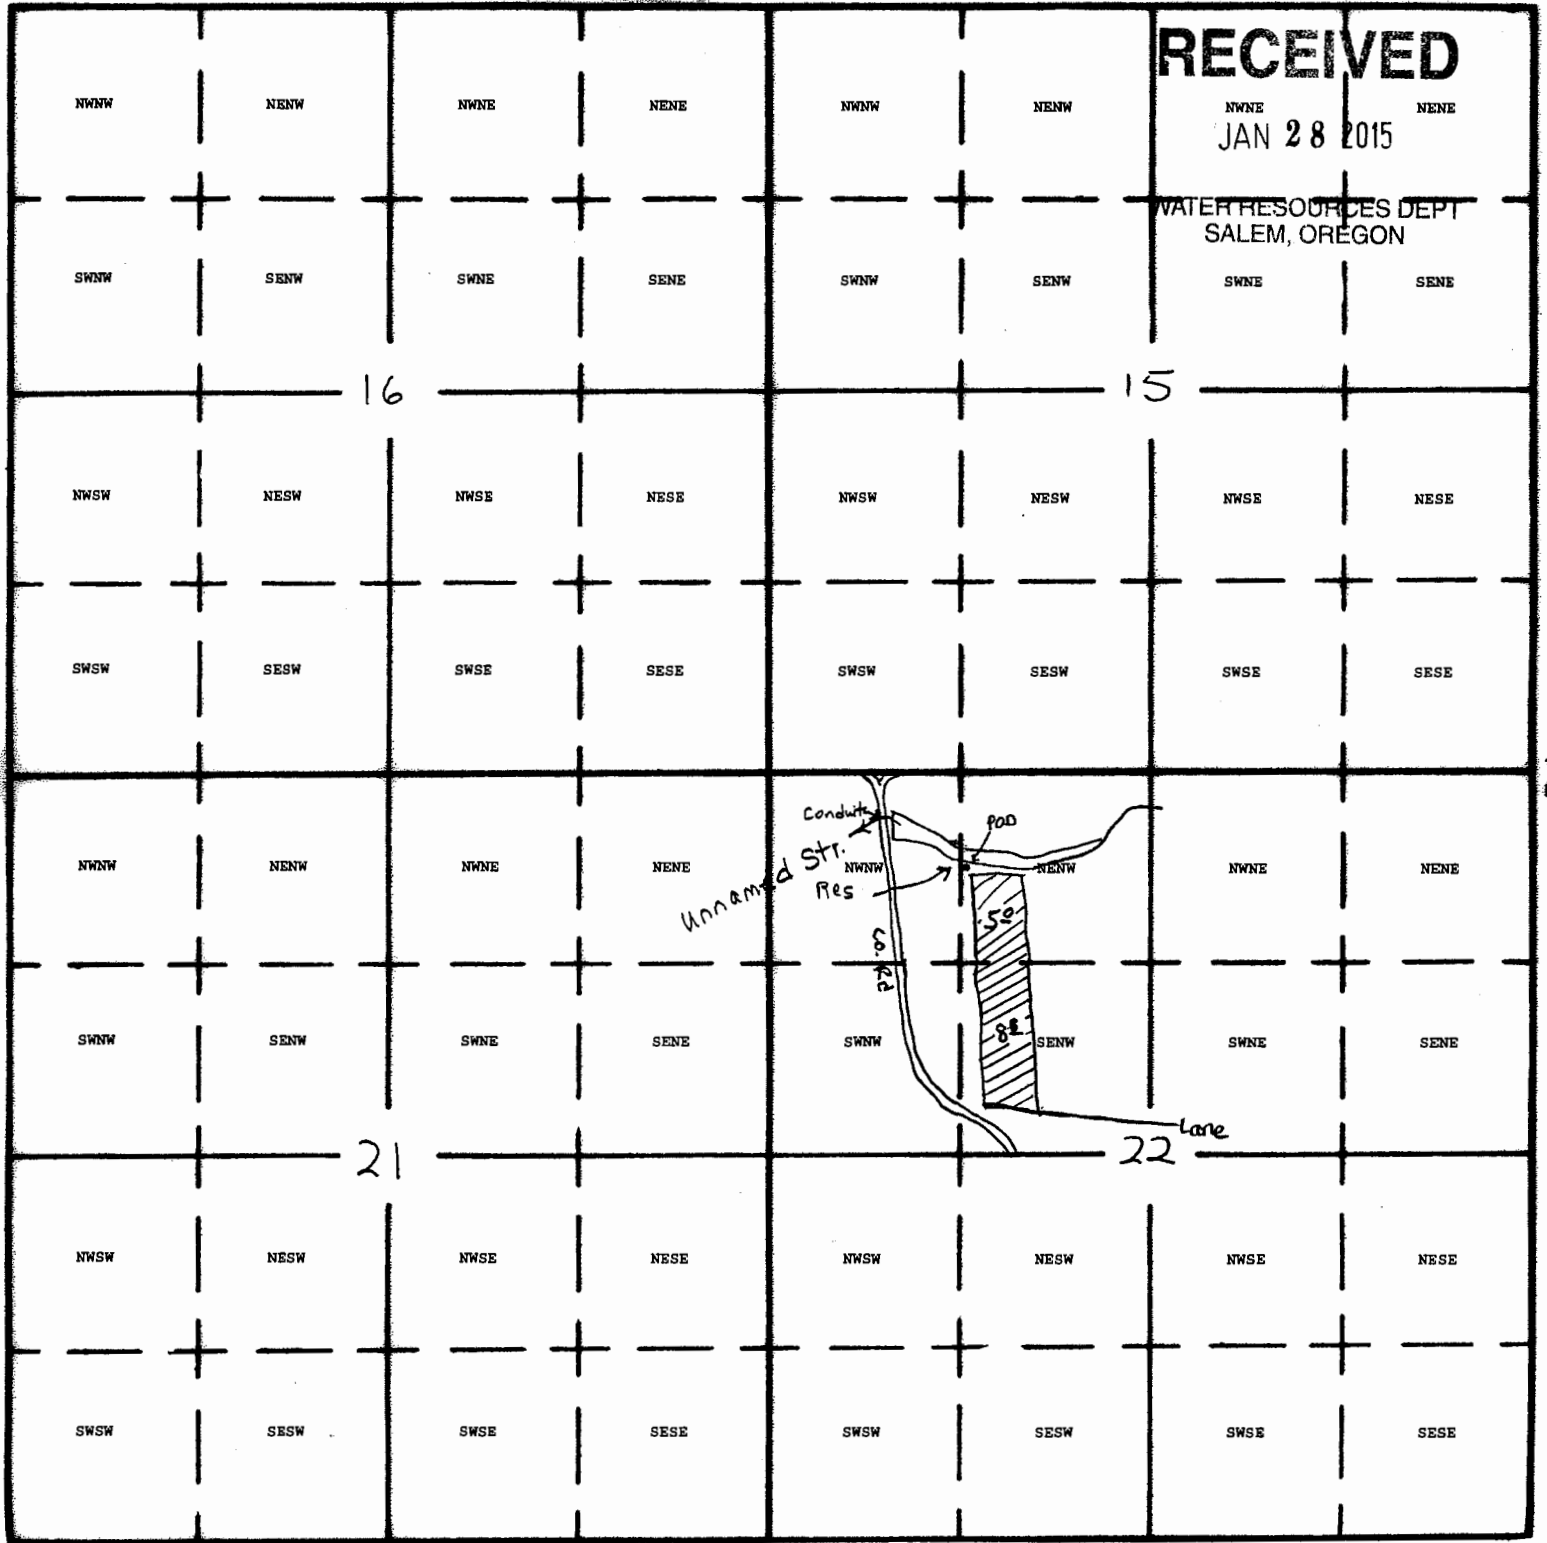 RECEIVED
NWNW NENW NWNE NENE NWNW NENW NWNE NENE
JAN 28 2015
WATER RESOURCES DEPT
SALEM, OREGON
SWNW SENW SWNE SENE SWNW SENW SWNE SENE
16 15
NWSW NESW NWSE NESE NWSW NESW NWSE NESE
SWSW SESW SWSE SESE SWSW SESW SWSE SESE
Conduit
POD
NWNW NENW NWNE NENE NWNW NENW NWNE NENE
Unnamed Str.
Res
Co. Rd
SWNW SENW SWNE SENE SWNW SENW SWNE SENE
Lane
21 22
NWSW NESW NWSE NESE NWSW NESW NWSE NESE
SWSW SESW SWSE SESE SWSW SESW SWSE SESE